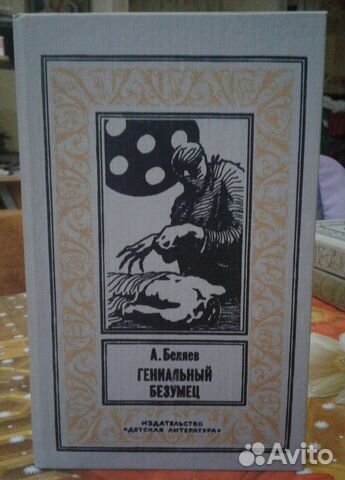 А. Беляев
ГЕНИАЛЬНЫЙ
БЕЗУМЕЦ
ИЗДАТЕЛЬСТВО
"ДЕТСКАЯ ЛИТЕРАТУРА"
Avito